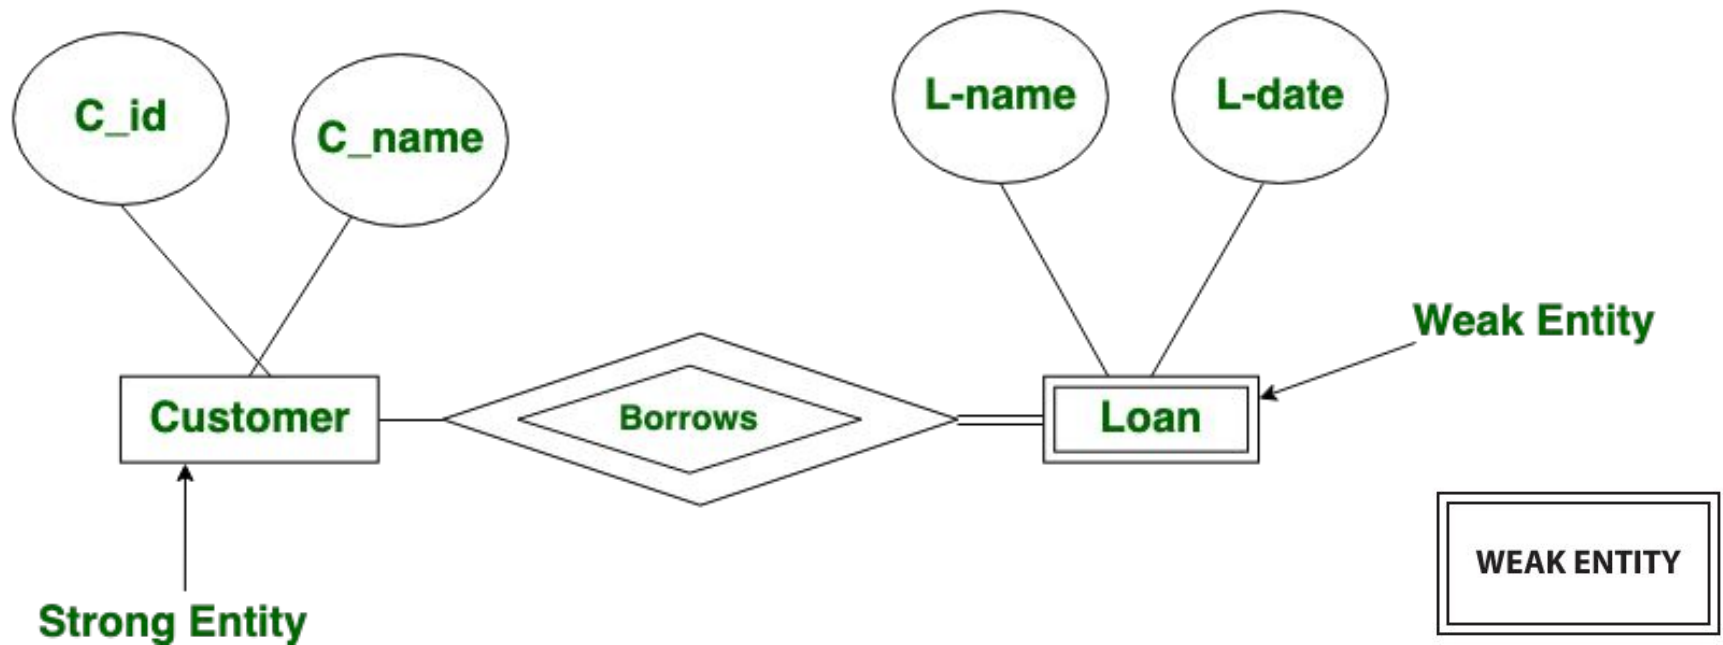 C_id
C_name
L-name
L-date
Weak Entity
Customer
Borrows
Loan
WEAK ENTITY
Strong Entity